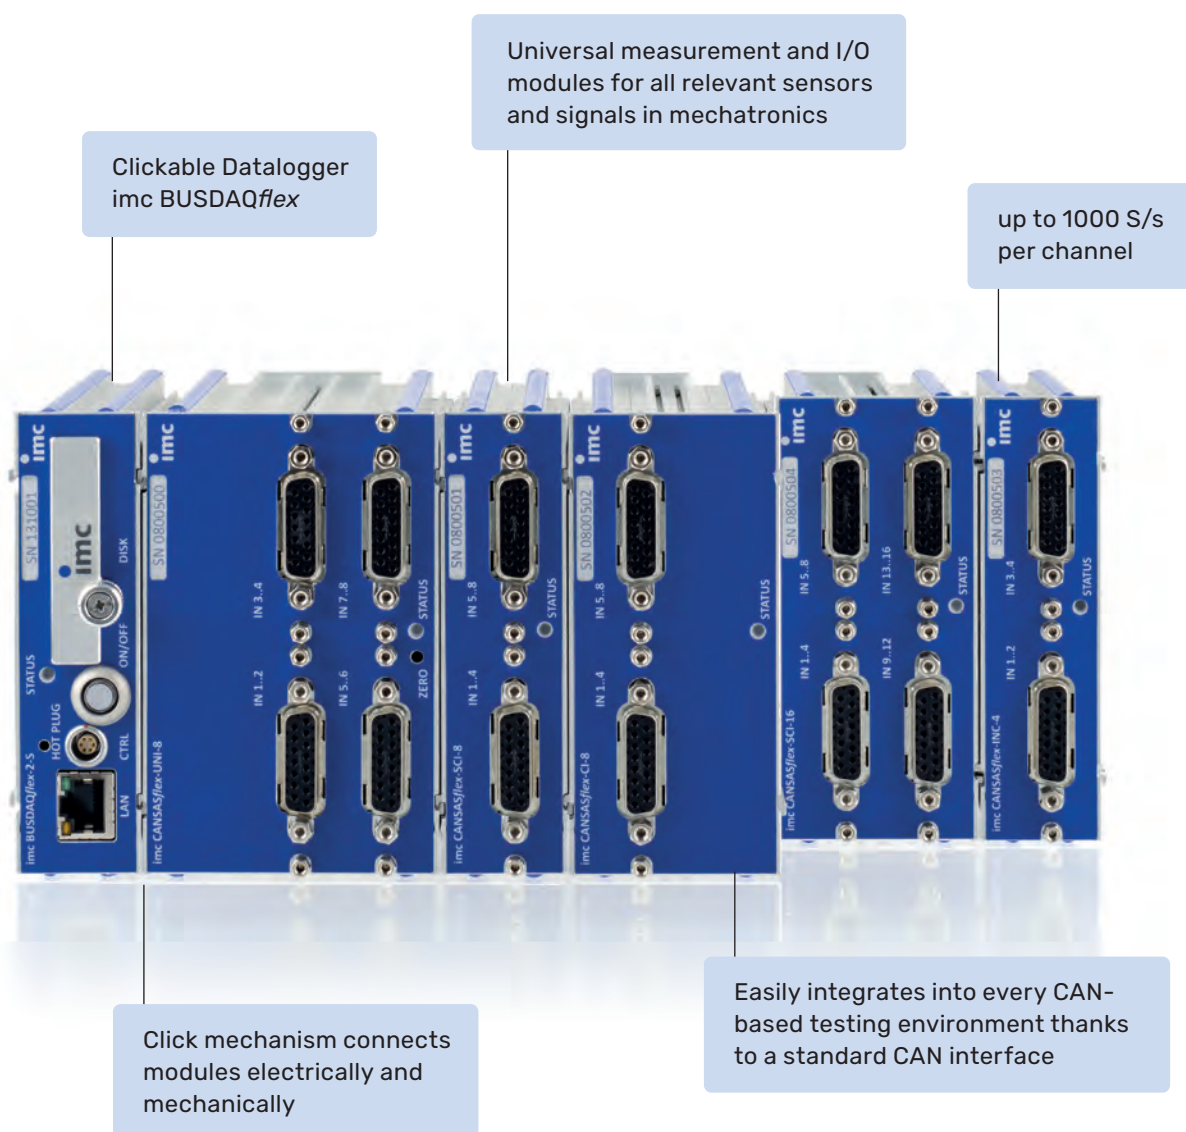 Universal measurement and I/O
modules for all relevant sensors
and signals in mechatronics
Clickable Datalogger
imc BUSDAQflex
up to 1000 S/s
per channel
imc
SN 131001
imc
DISK
STATUS
ON/OFF
HOT PLUG
CTRL
LAN
imc BUSDAQflex-2-S
imc
SN 0800500
IN 3..4
IN 7..8
STATUS
IN 1..2
IN 5..6
ZERO
imc CANSASflex-UNI-8
imc
SN 0800501
IN 5..8
STATUS
IN 1..4
imc CANSASflex-SCI-8
imc
SN 0800502
IN 5..8
STATUS
IN 1..4
imc CANSASflex-CI-8
imc
SN 0800504
IN 5..8
IN 13..16
STATUS
IN 1..4
IN 9..12
imc CANSASflex-SCI-16
imc
SN 0800503
IN 3..4
STATUS
IN 1..2
imc CANSASflex-INC-4
Easily integrates into every CAN-
based testing environment thanks
to a standard CAN interface
Click mechanism connects
modules electrically and
mechanically